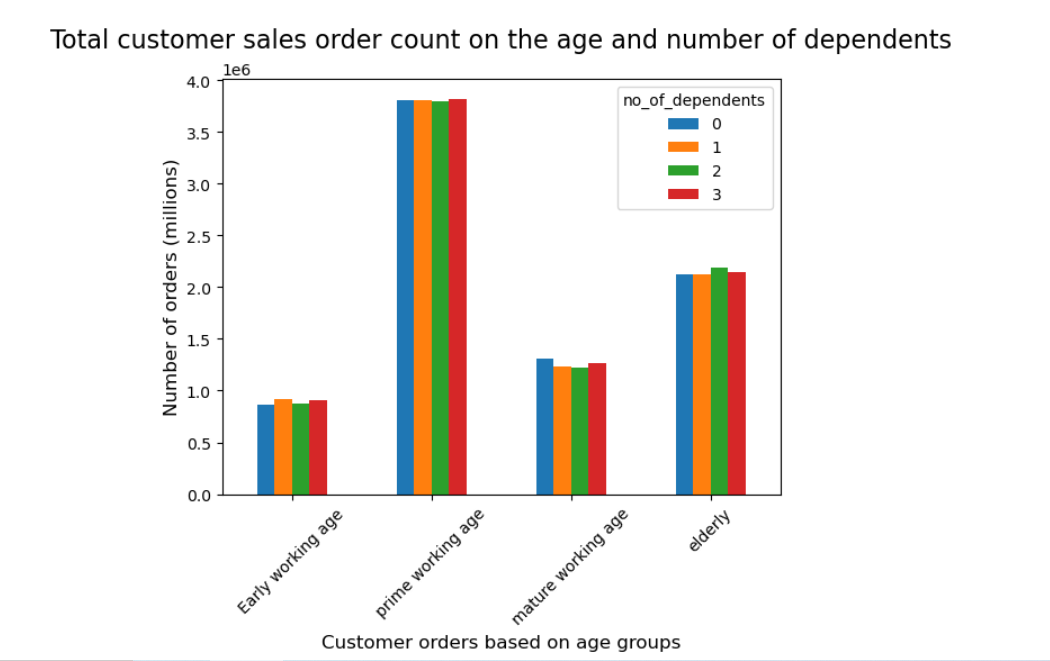 Total customer sales order count on the age and number of dependents
1e6
4.0
3.5
3.0
2.5
2.0
1.5
1.0
0.5
0.0
Number of orders (millions)
no_of_dependents
0
1
2
3
Early working age
prime working age
mature working age
elderly
Customer orders based on age groups